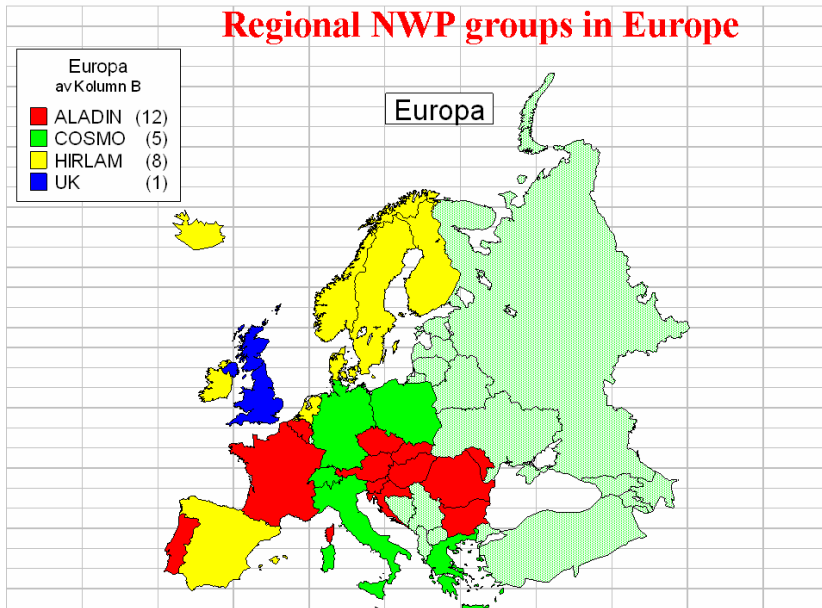 Regional NWP groups in Europe
Europa
av Kolumn B
ALADIN (12)
COSMO (5)
HIRLAM (8)
UK (1)
Europa